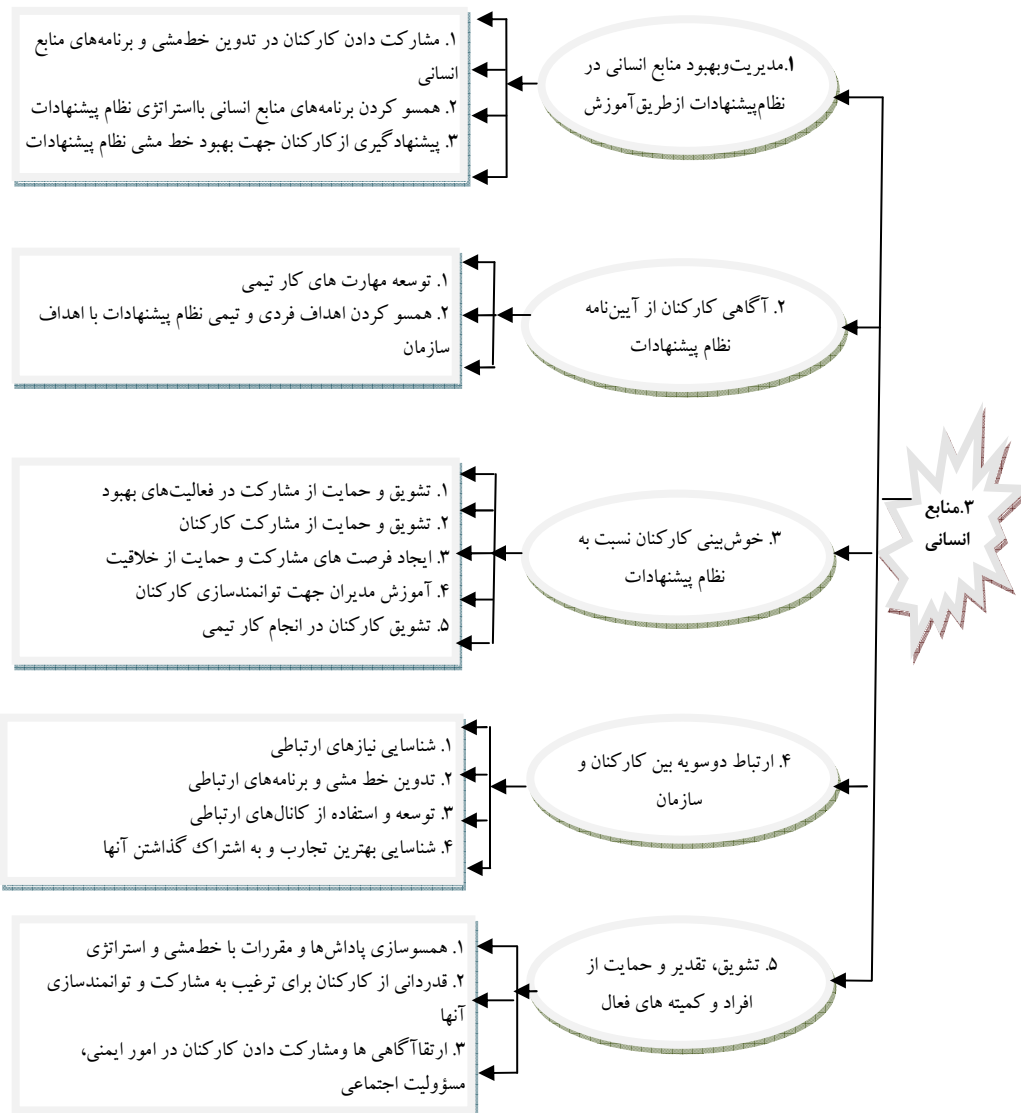 ۳.منابع
انسانی
۱.مدیریت‌وبهبود منابع انسانی در
نظام‌پیشنهادات ازطریق‌آموزش
۱. مشارکت دادن کارکنان در تدوین خط‌مشی و برنامه‌های منابع
انسانی
۲. همسو کردن برنامه‌های منابع انسانی بااستراتژی نظام پیشنهادات
۳. پیشنهادگیری ازکارکنان جهت بهبود خط مشی نظام پیشنهادات
۲. آگاهی کارکنان از آیین‌نامه
نظام پیشنهادات
۱. توسعه مهارت های کار تیمی
۲. همسو کردن اهداف فردی و تیمی نظام پیشنهادات با اهداف
سازمان
۳. خوش‌بینی کارکنان نسبت به
نظام پیشنهادات
۱. تشویق و حمایت از مشارکت در فعالیت‌های بهبود
۲. تشویق و حمایت از مشارکت کارکنان
۳. ایجاد فرصت های مشارکت و حمایت از خلاقیت
۴. آموزش مدیران جهت توانمندسازی کارکنان
۵. تشویق کارکنان در انجام کار تیمی
۴. ارتباط دوسویه بین کارکنان و
سازمان
۱. شناسایی نیازهای ارتباطی
۲. تدوین خط مشی و برنامه‌های ارتباطی
۳. توسعه و استفاده از کانال‌های ارتباطی
۴. شناسایی بهترین تجارب و به اشتراک گذاشتن آنها
۵. تشویق، تقدیر و حمایت از
افراد و کمیته های فعال
۱. همسوسازی پاداش‌ها و مقررات با خط‌مشی و استراتژی
۲. قدردانی از کارکنان برای ترغیب به مشارکت و توانمندسازی
آنها
۳. ارتقاآگاهی ها ومشارکت دادن کارکنان در امور ایمنی،
مسؤولیت اجتماعی